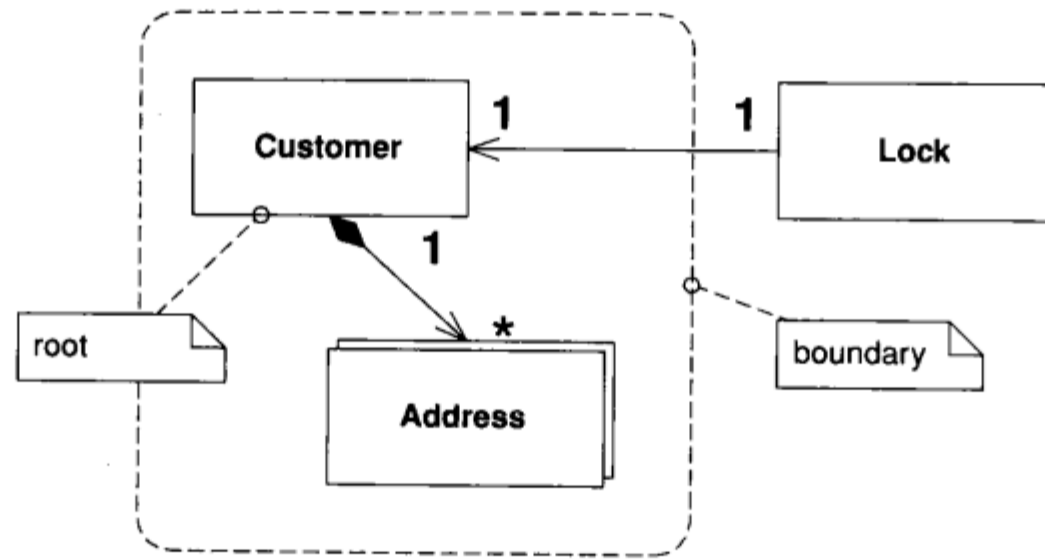 Customer
1
1
Lock
1
root
*
boundary
Address